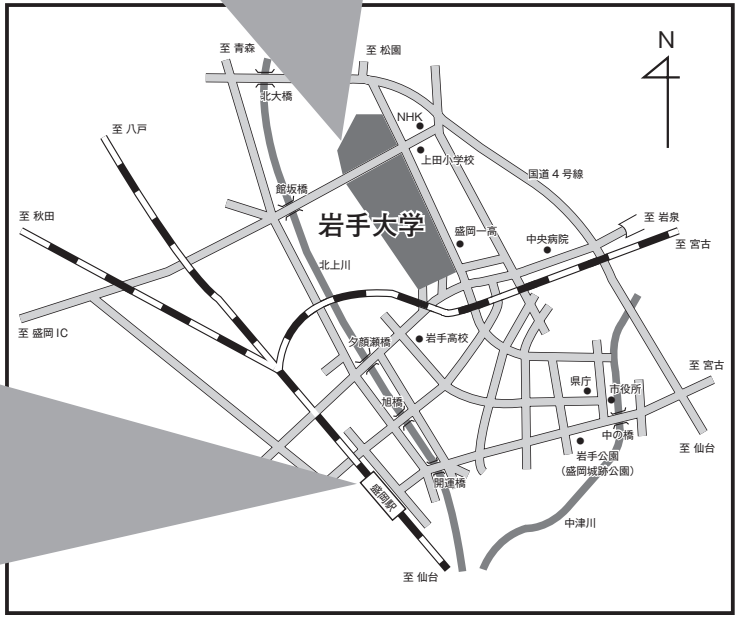 至 青森
至 松園
N
北大橋
NHK
至 八戸
上田小学校
国道４号線
館坂橋
至 秋田
岩手大学
至 岩泉
盛岡一高
中央病院
至 宮古
北上川
至 盛岡 IC
夕顔瀬橋
岩手高校
至 宮古
県庁
市役所
旭橋
中の橋
至 仙台
岩手公園
（盛岡城跡公園）
開運橋
盛岡駅
中津川
至 仙台